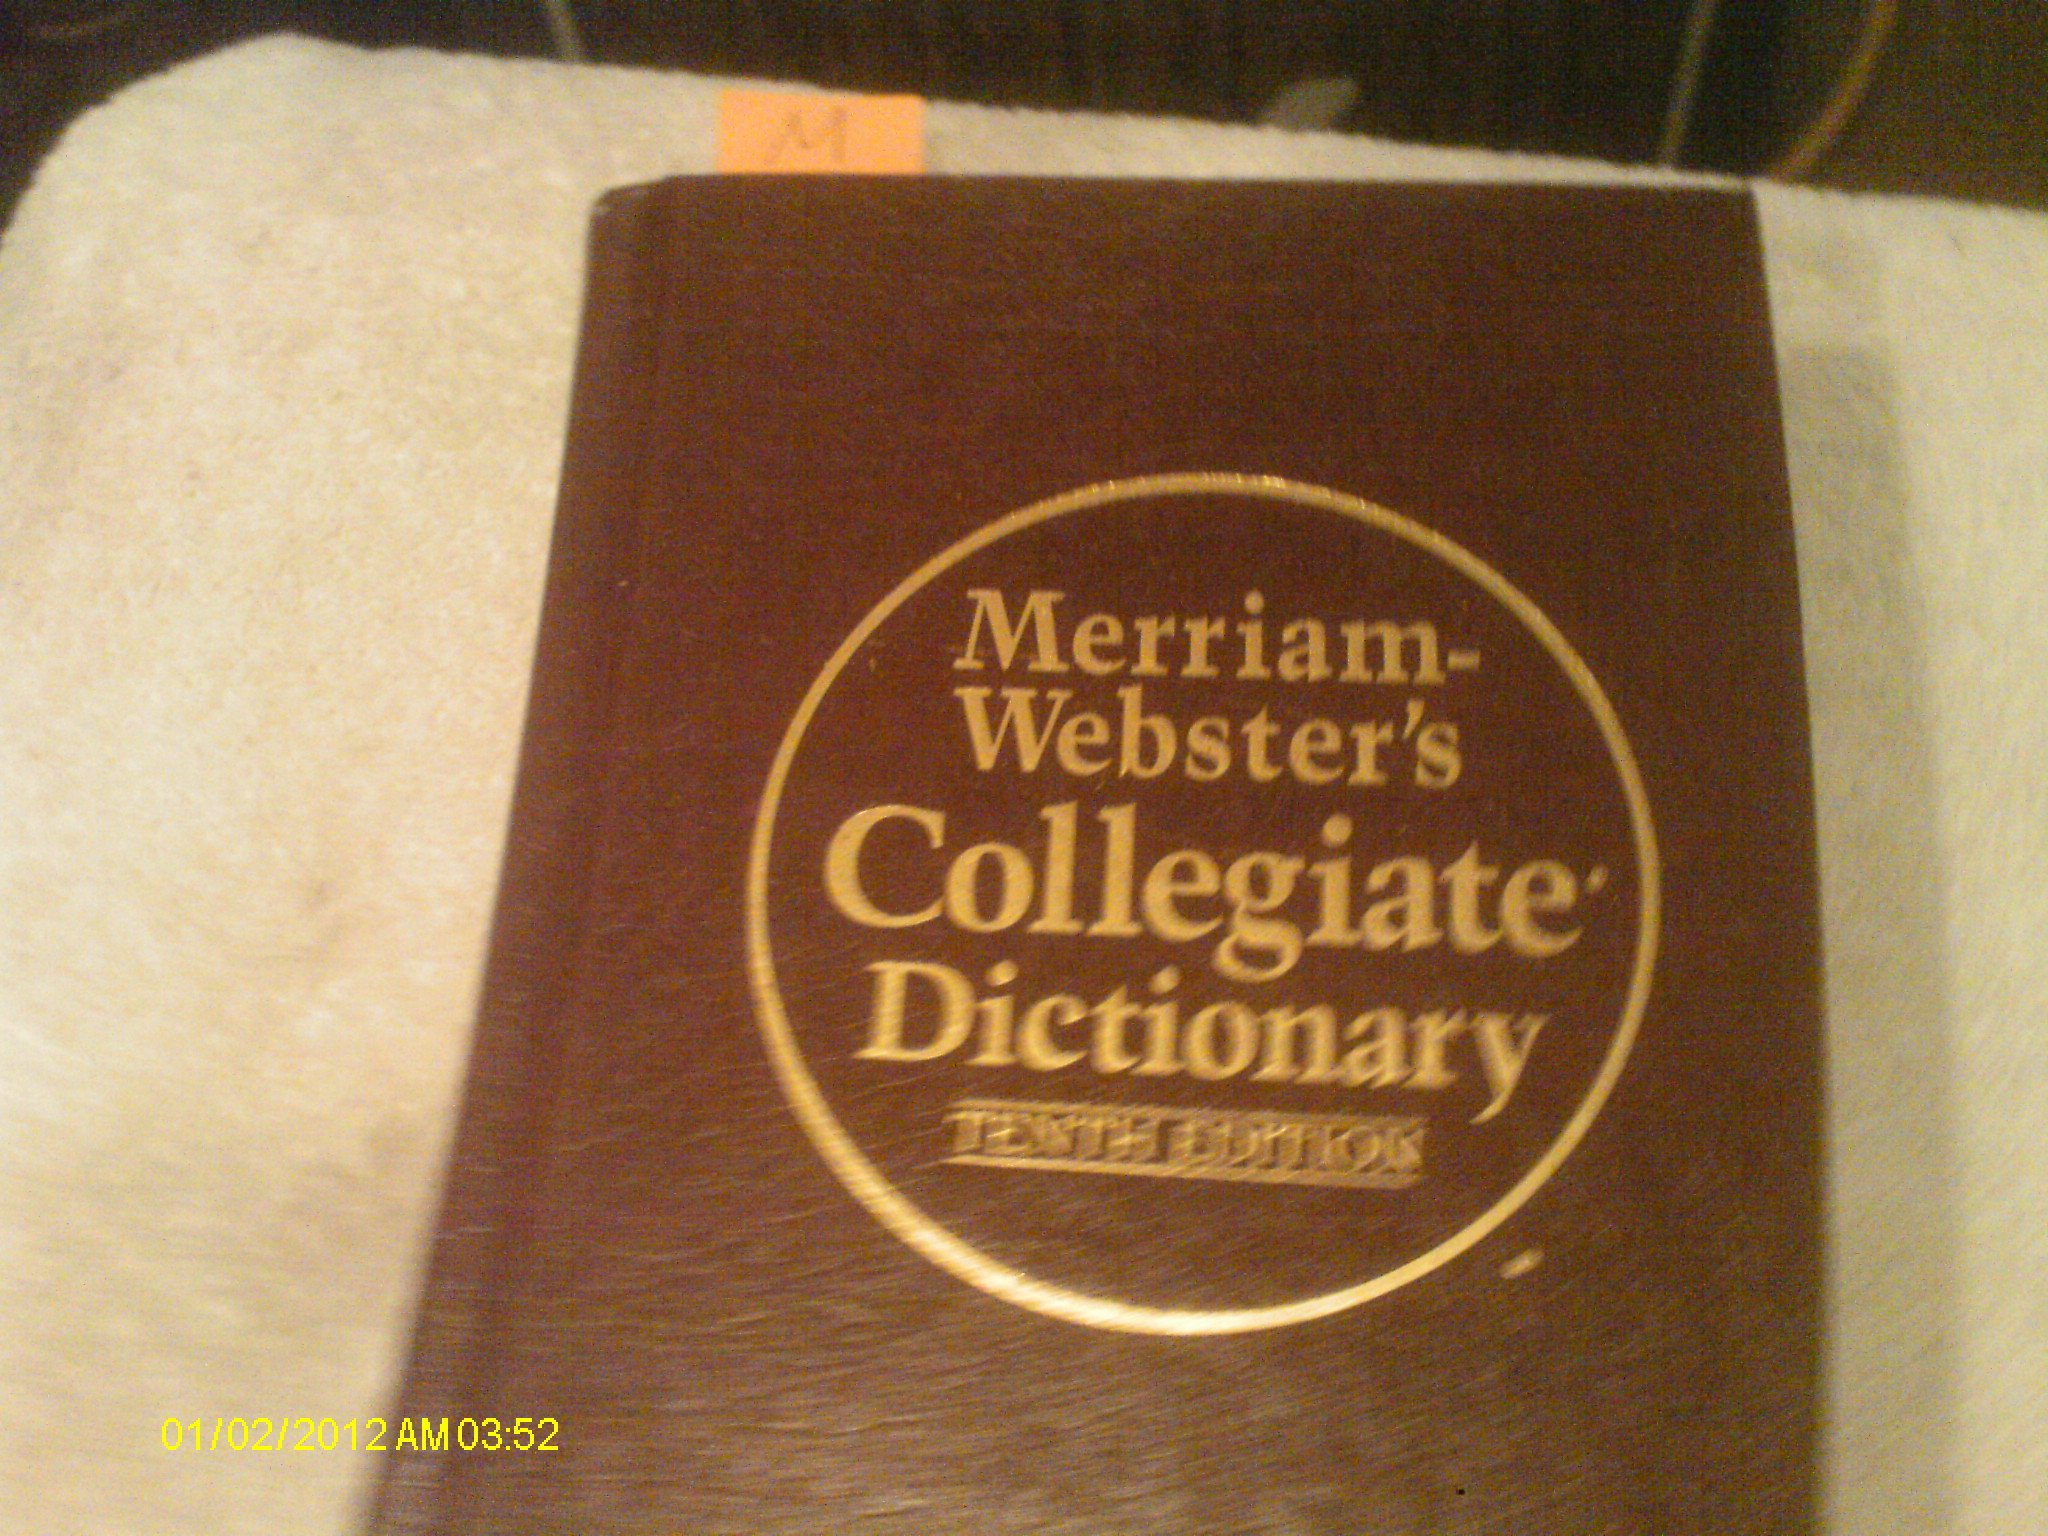 M
Merriam-
Webster's
Collegiate
Dictionary
TENTH EDITION
01/02/2012 AM 03:52